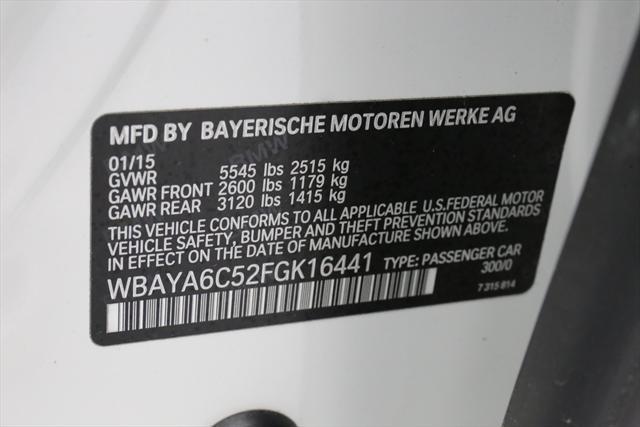 MFD BY BAYERISCHE MOTOREN WERKE AG
01/15
GVWR 5545 lbs 2515 kg
GAWR FRONT 2600 lbs 1179 kg
GAWR REAR 3120 lbs 1415 kg
THIS VEHICLE CONFORMS TO ALL APPLICABLE U.S.FEDERAL MOTOR
VEHICLE SAFETY, BUMPER AND THEFT PREVENTION STANDARDS
IN EFFECT ON THE DATE OF MANUFACTURE SHOWN ABOVE.
WBAYA6C52FGK16441 TYPE: PASSENGER CAR
300/0
7 315 814
BMW